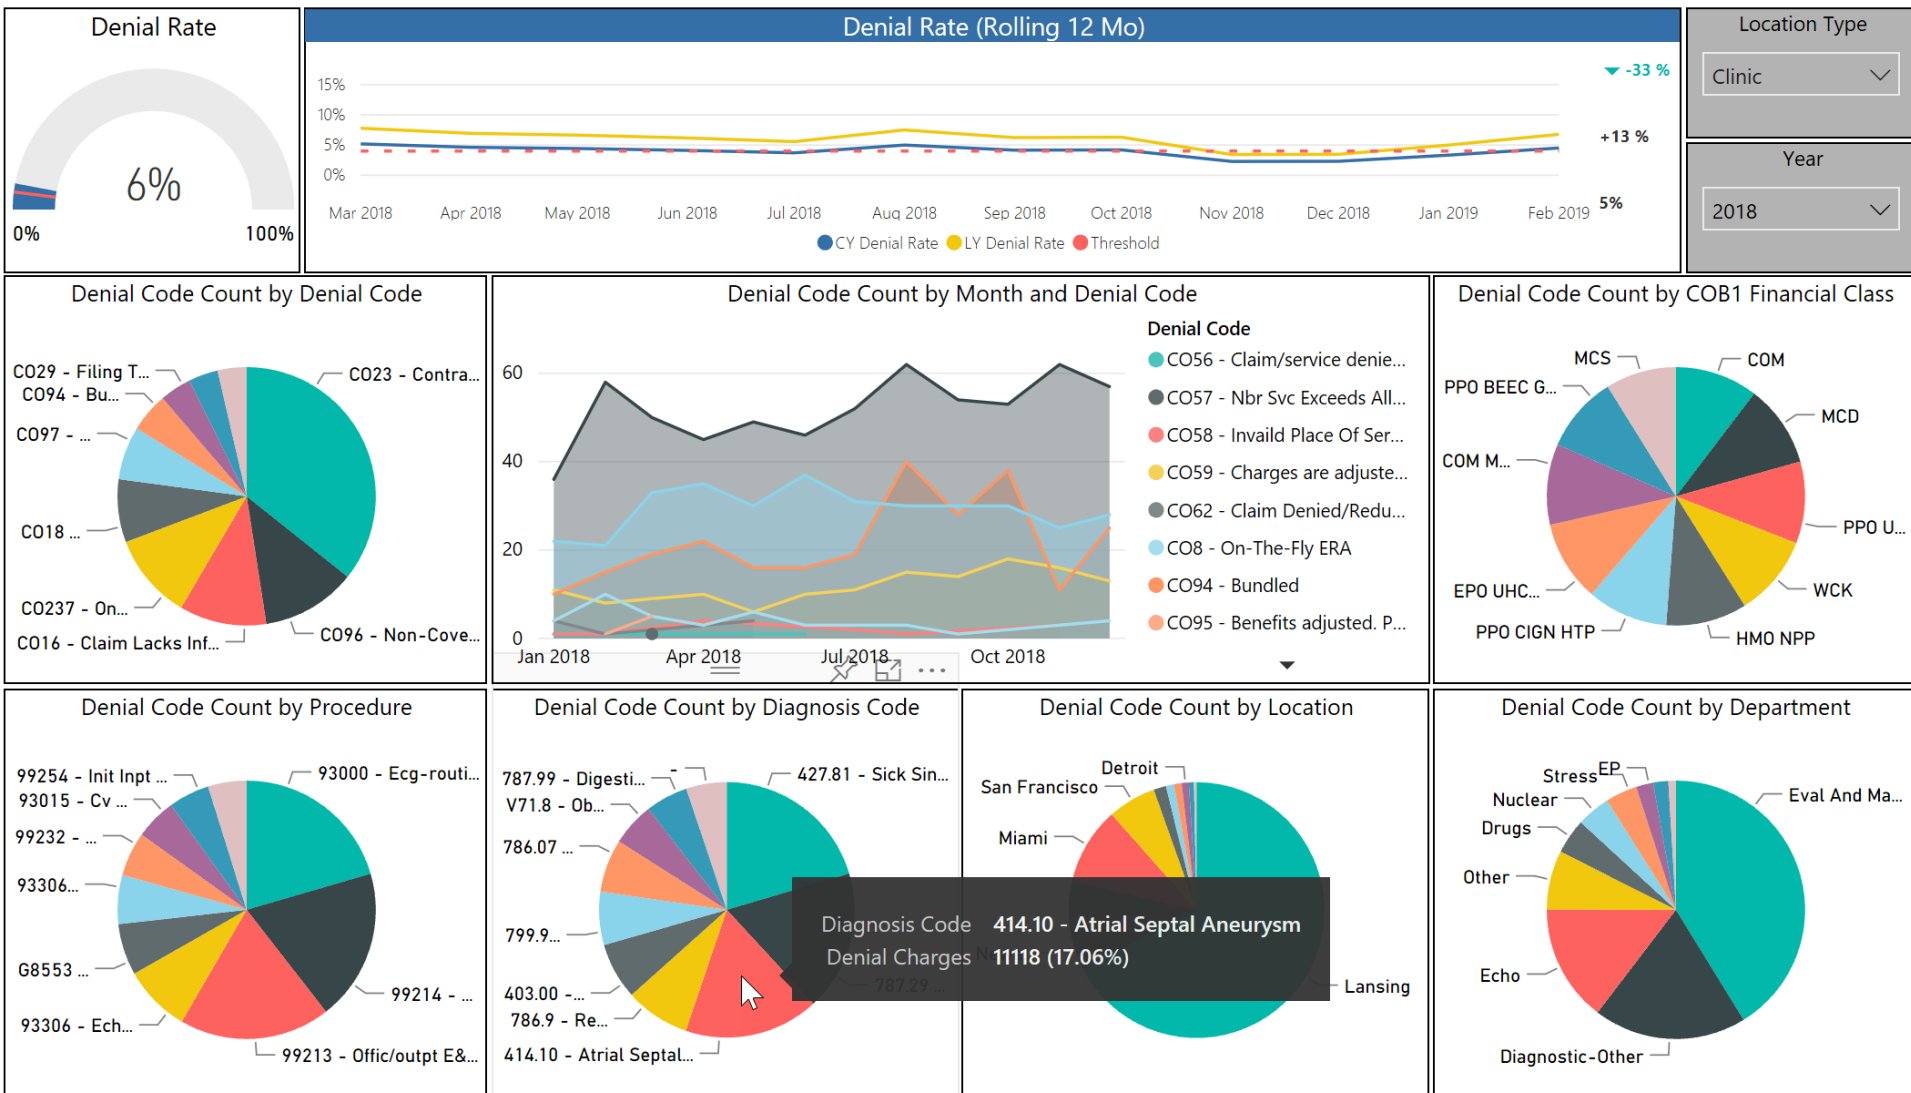 Denial Rate
6%
0%
100%
Denial Rate (Rolling 12 Mo)
15%
10%
5%
0%
Mar 2018
Apr 2018
May 2018
Jun 2018
Jul 2018
Aug 2018
Sep 2018
Oct 2018
Nov 2018
Dec 2018
Jan 2019
Feb 2019
-33 %
+13 %
5%
CY Denial Rate
LY Denial Rate
Threshold
Location Type
Clinic
Year
2018
Denial Code Count by Denial Code
CO29 - Filing T...
CO94 - Bu...
CO97 - ...
CO18 ...
CO237 - On...
CO16 - Claim Lacks Inf...
CO23 - Contra...
CO96 - Non-Cove...
Denial Code Count by Month and Denial Code
60
40
20
0
Jan 2018
Apr 2018
Jul 2018
Oct 2018
Denial Code
CO56 - Claim/service denie...
CO57 - Nbr Svc Exceeds All...
CO58 - Invaild Place Of Ser...
CO59 - Charges are adjuste...
CO62 - Claim Denied/Redu...
CO8 - On-The-Fly ERA
CO94 - Bundled
CO95 - Benefits adjusted. P...
Denial Code Count by COB1 Financial Class
MCS
PPO BEEC G...
COM M...
EPO UHC...
PPO CIGN HTP
COM
MCD
PPO U...
WCK
HMO NPP
Denial Code Count by Procedure
99254 - Init Inpt ...
93015 - Cv ...
99232 - ...
93306...
G8553 ...
93306 - Ech...
93000 - Ecg-routi...
99214 - ...
99213 - Offic/outpt E&...
Denial Code Count by Diagnosis Code
-
787.99 - Digesti...
V71.8 - Ob...
786.07 ...
799.9...
403.00 -...
786.9 - Re...
414.10 - Atrial Septal...
427.81 - Sick Sin...
787.29 ...
Diagnosis Code 414.10 - Atrial Septal Aneurysm
Denial Charges 11118 (17.06%)
Denial Code Count by Location
Detroit
San Francisco
Miami
Lansing
Denial Code Count by Department
EP
Stress
Nuclear
Drugs
Other
Echo
Diagnostic-Other
Eval And Ma...